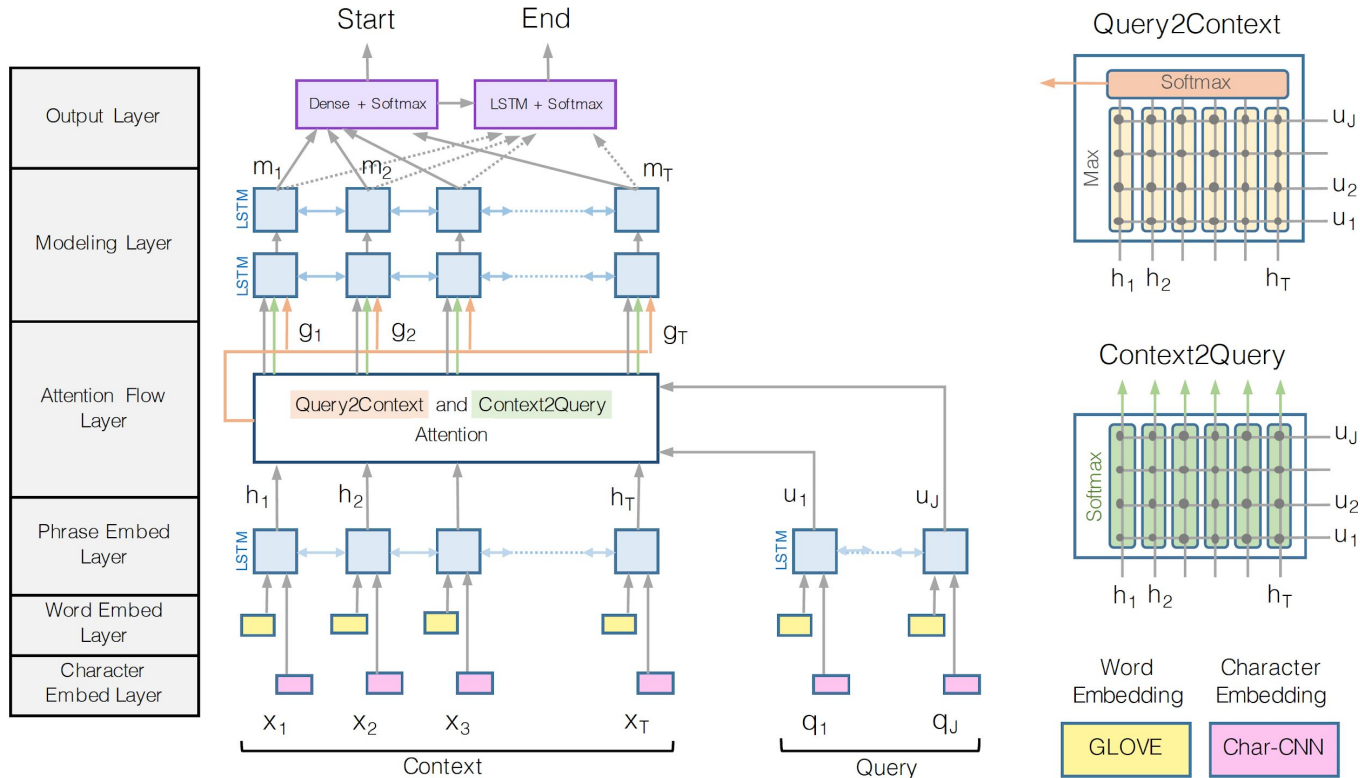 Start
End
Query2Context
Output Layer
Dense + Softmax
LSTM + Softmax
Softmax
Max
u_J
u_2
u_1
h_1 h_2 h_T
Modeling Layer
m_1 m_2 m_T
LSTM
LSTM
g_1 g_2 g_T
Attention Flow
Layer
Query2Context and Context2Query
Attention
Context2Query
Softmax
u_J
u_2
u_1
h_1 h_2 h_T
Phrase Embed
Layer
h_1 h_2 h_T
u_1 u_J
LSTM
LSTM
Word Embed
Layer
Character
Embed Layer
x_1 x_2 x_3 x_T
q_1 q_J
Context
Query
Word
Embedding
Character
Embedding
GLOVE
Char-CNN